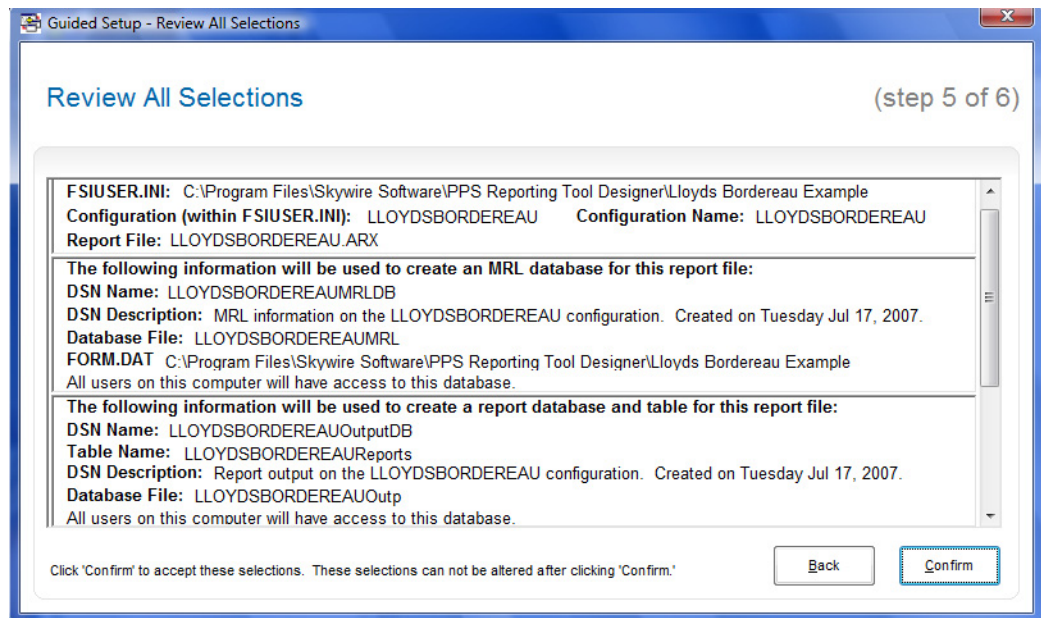 Guided Setup - Review All Selections
Review All Selections
(step 5 of 6)
FSIUSER.INI: C:\Program Files\Skywire Software\PPS Reporting Tool Designer\Lloyds Bordereau Example
Configuration (within FSIUSER.INI): LLOYDSBORDEREAU Configuration Name: LLOYDSBORDEREAU
Report File: LLOYDSBORDEREAU.ARX
The following information will be used to create an MRL database for this report file:
DSN Name: LLOYDSBORDEREAUMRLDB
DSN Description: MRL information on the LLOYDSBORDEREAU configuration. Created on Tuesday Jul 17, 2007.
Database File: LLOYDSBORDEREAUMRL
FORM.DAT C:\Program Files\Skywire Software\PPS Reporting Tool Designer\Lloyds Bordereau Example
All users on this computer will have access to this database.
The following information will be used to create a report database and table for this report file:
DSN Name: LLOYDSBORDEREAUOutputDB
Table Name: LLOYDSBORDEREAUReports
DSN Description: Report output on the LLOYDSBORDEREAU configuration. Created on Tuesday Jul 17, 2007.
Database File: LLOYDSBORDEREAUOutp
All users on this computer will have access to this database.
Click 'Confirm' to accept these selections. These selections can not be altered after clicking 'Confirm.'
Back
Confirm